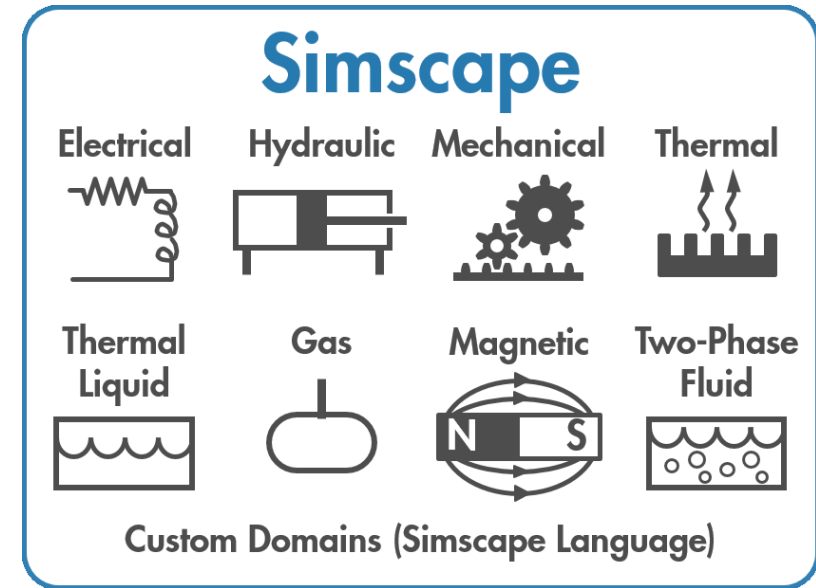 Simscape
Electrical Hydraulic Mechanical Thermal
Thermal Liquid
Gas
Magnetic
Two-Phase Fluid
N S
Custom Domains (Simscape Language)